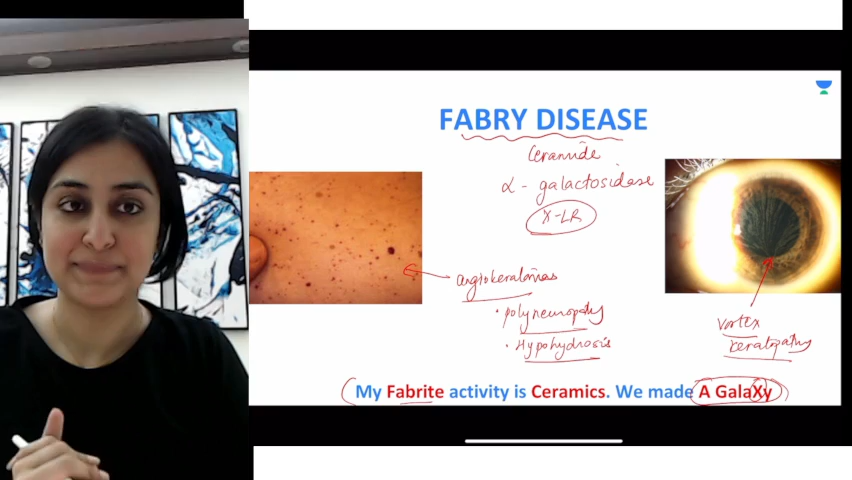 FABRY DISEASE
Ceramide
α - galactosidase
X-LR
angiokeratomas
• polyneuropathy
• Hypohydrosis
Vortex
keratopathy
My Fabrite activity is Ceramics. We made A GalaXy